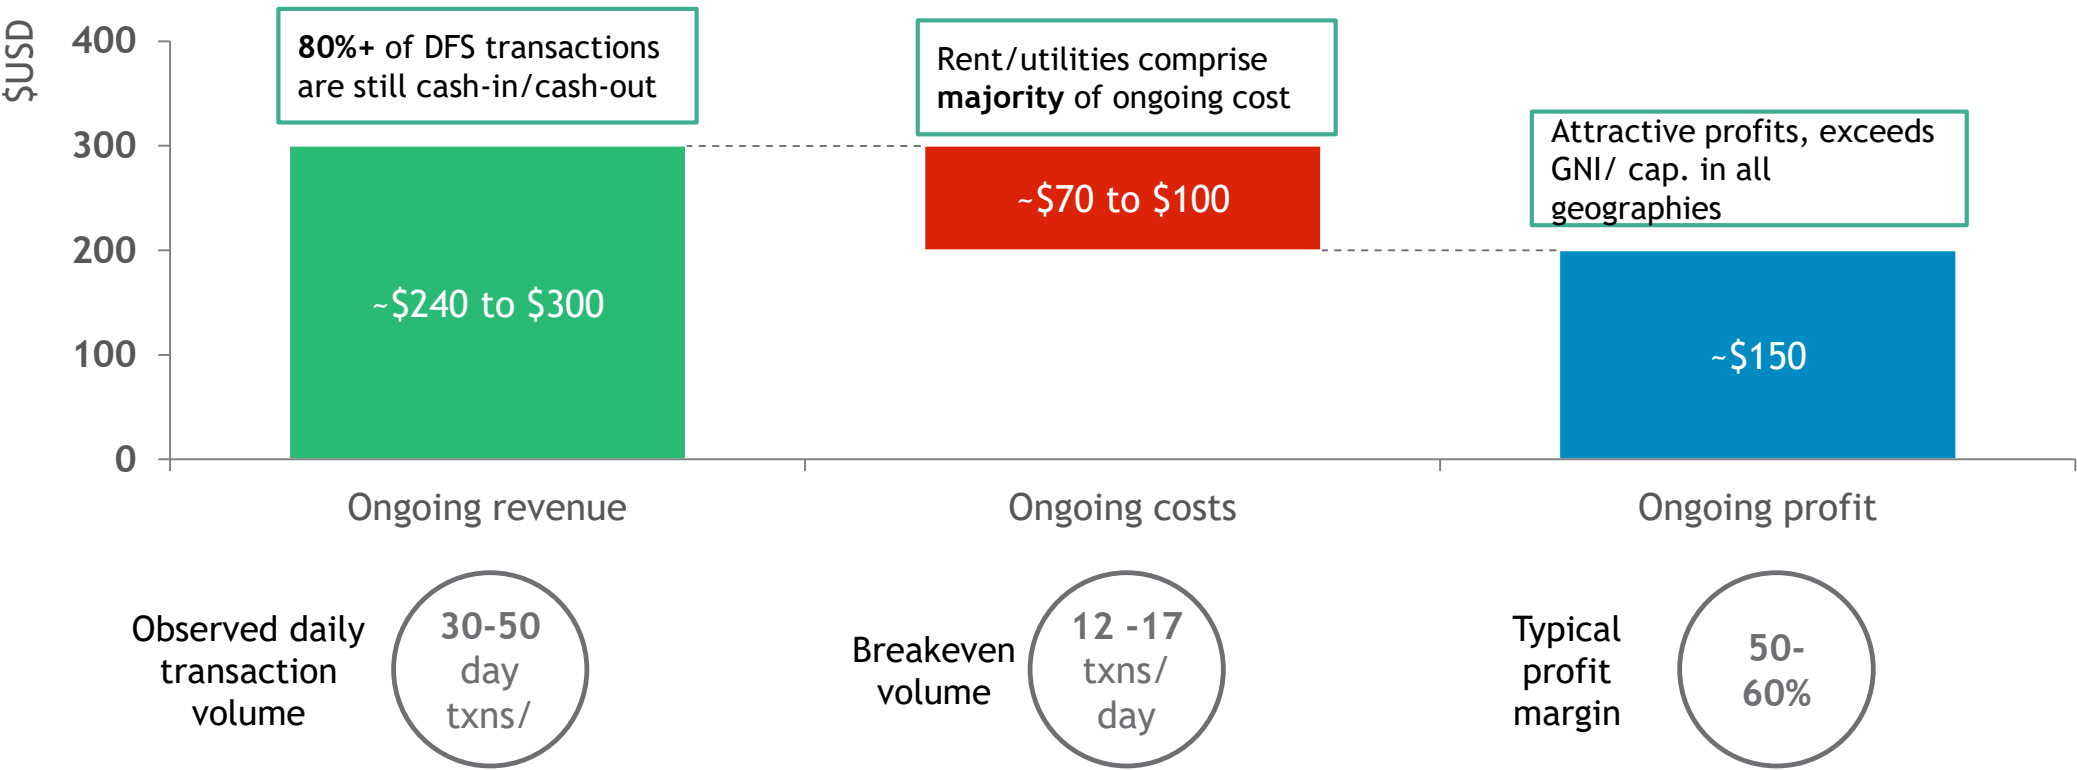 $USD
400
300
200
100
0
80%+ of DFS transactions
are still cash-in/cash-out
Rent/utilities comprise
majority of ongoing cost
Attractive profits, exceeds
GNI/ cap. in all
geographies
~$240 to $300
~$70 to $100
~$150
Ongoing revenue
Ongoing costs
Ongoing profit
Observed daily
transaction
volume
30-50
day
txns/
Breakeven
volume
12 -17
txns/
day
Typical
profit
margin
50-
60%